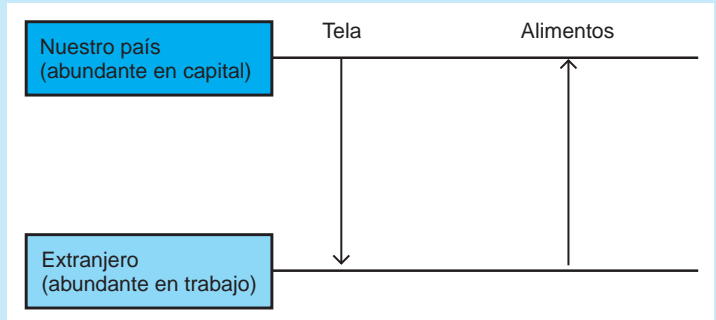 Tela
Alimentos
Nuestro país
(abundante en capital)
Extranjero
(abundante en trabajo)